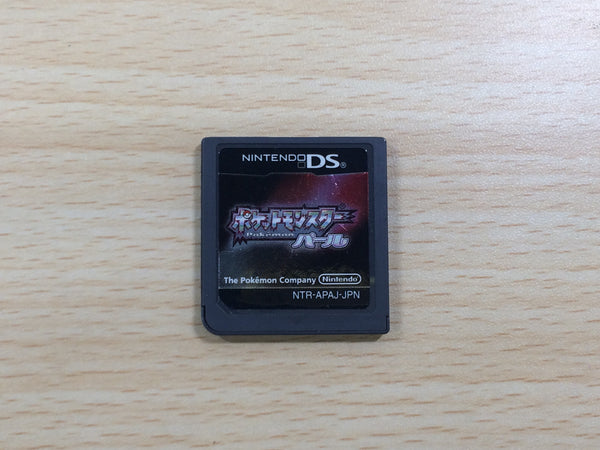 NINTENDO DS®
ポケットモンスター
Pokémon
パール
The Pokémon Company Nintendo
NTR-APAJ-JPN